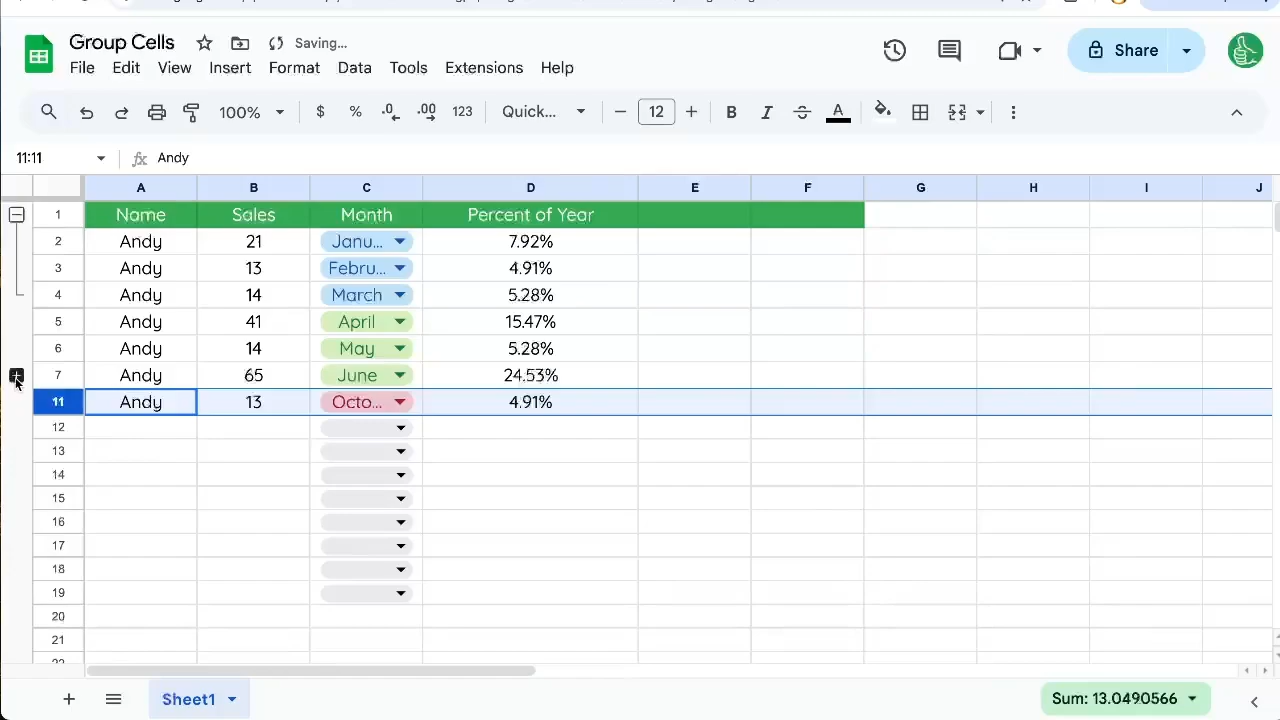 Group Cells Saving...
File Edit View Insert Format Data Tools Extensions Help
Share
100% $ % .0 .00 123 Quick... 12 B I A
11:11 fx Andy
A B C D E F G H I J
1 Name Sales Month Percent of Year
2 Andy 21 Janu... 7.92%
3 Andy 13 Febru... 4.91%
4 Andy 14 March 5.28%
5 Andy 41 April 15.47%
6 Andy 14 May 5.28%
7 Andy 65 June 24.53%
11 Andy 13 Octo... 4.91%
12
13
14
15
16
17
18
19
20
21
22
Sheet1 Sum: 13.0490566